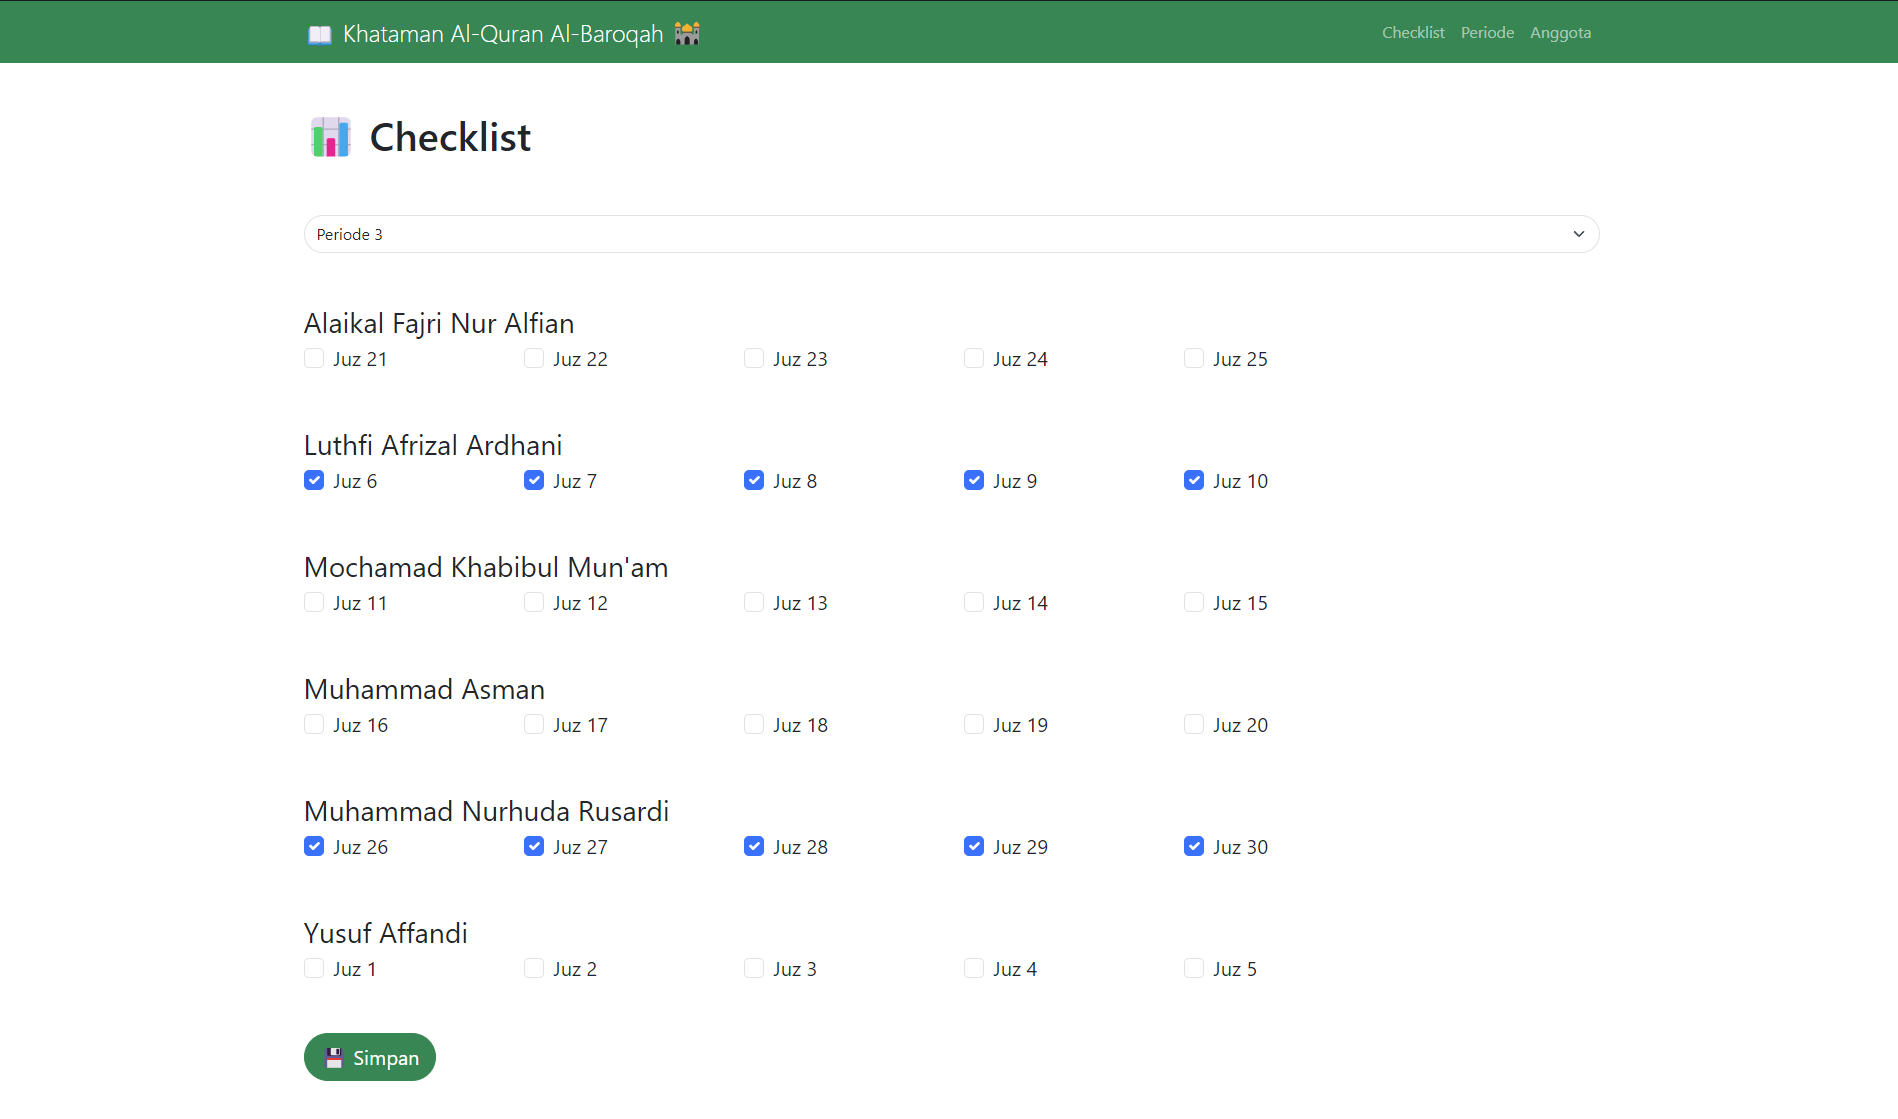 Khataman Al-Quran Al-Baroqah
Checklist Periode Anggota
Checklist
Periode 3
Alaikal Fajri Nur Alfian
Juz 21 Juz 22 Juz 23 Juz 24 Juz 25
Luthfi Afrizal Ardhani
Juz 6 Juz 7 Juz 8 Juz 9 Juz 10
Mochamad Khabibul Mun'am
Juz 11 Juz 12 Juz 13 Juz 14 Juz 15
Muhammad Asman
Juz 16 Juz 17 Juz 18 Juz 19 Juz 20
Muhammad Nurhuda Rusardi
Juz 26 Juz 27 Juz 28 Juz 29 Juz 30
Yusuf Affandi
Juz 1 Juz 2 Juz 3 Juz 4 Juz 5
Simpan